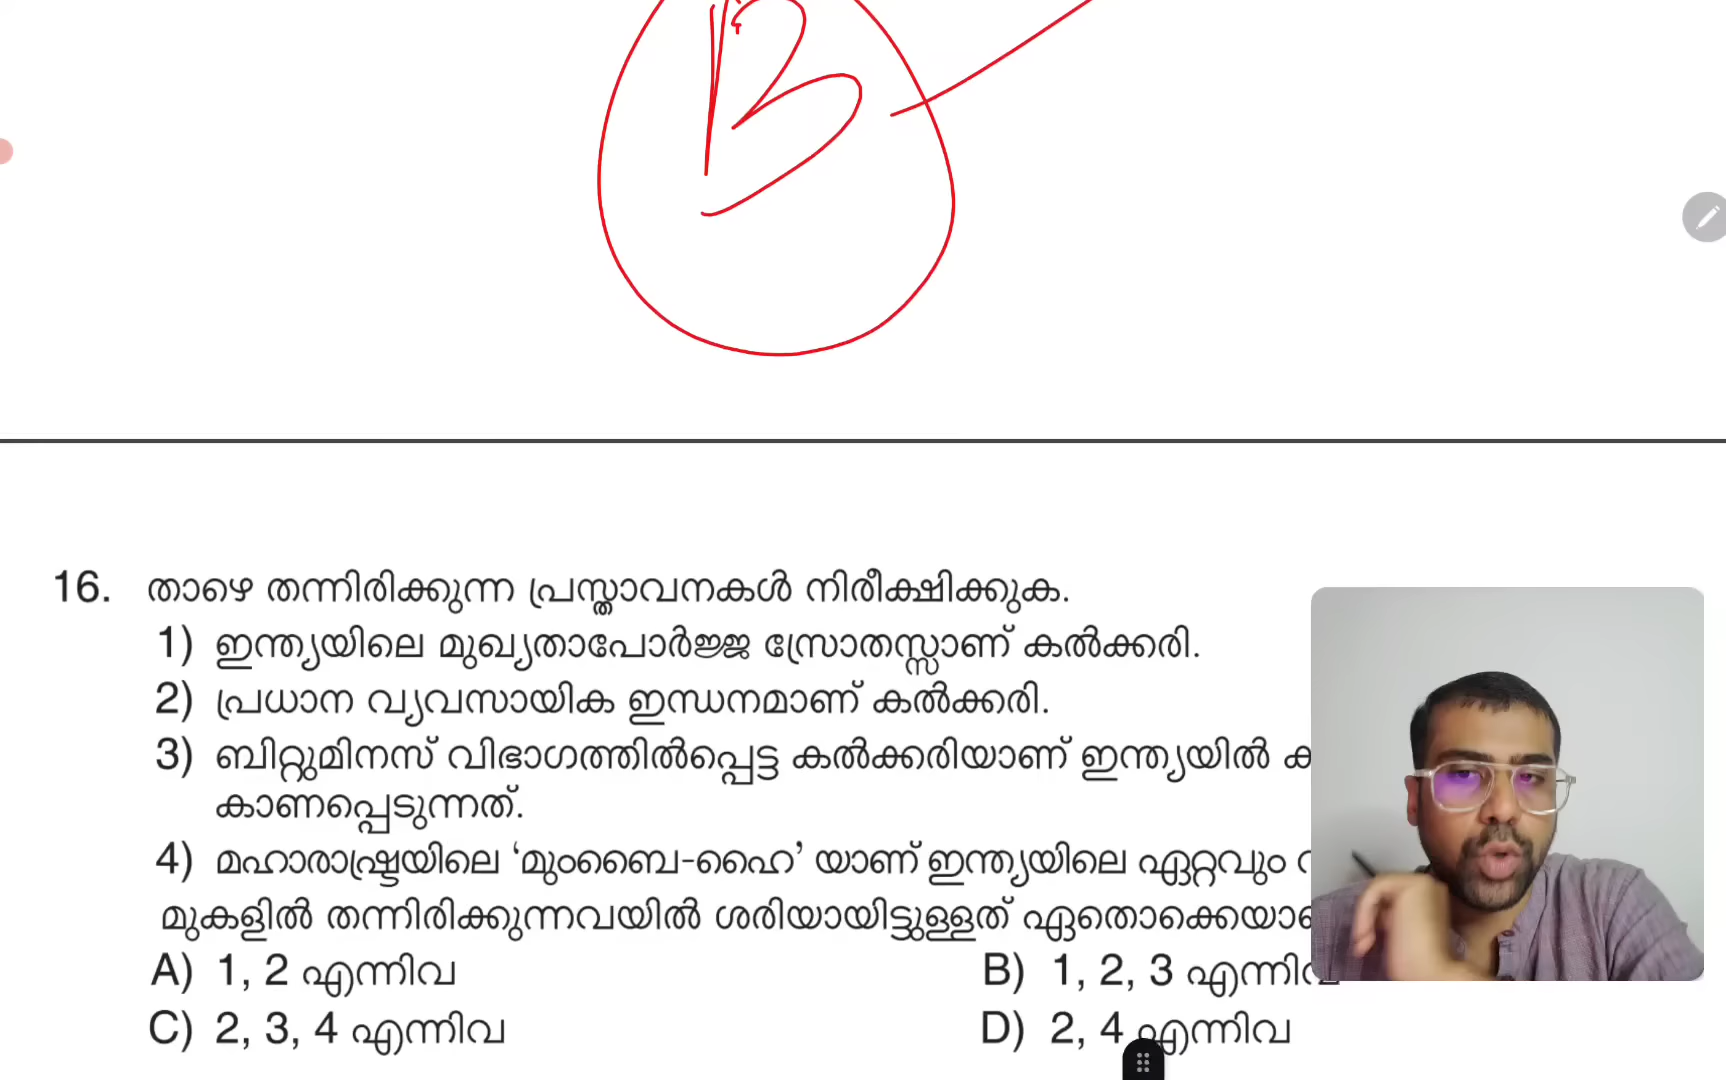 B
16. താഴെ തന്നിരിക്കുന്ന പ്രസ്താവനകൾ നിരീക്ഷിക്കുക.
1) ഇന്ത്യയിലെ മുഖ്യതാപോർജ്ജ സ്രോതസ്സാണ് കൽക്കരി.
2) പ്രധാന വ്യവസായിക ഇന്ധനമാണ് കൽക്കരി.
3) ബിറ്റുമിനസ് വിഭാഗത്തിൽപ്പെട്ട കൽക്കരിയാണ് ഇന്ത്യയിൽ
കാണപ്പെടുന്നത്.
4) മഹാരാഷ്ട്രയിലെ ‘മുംബൈ-ഹൈ’ യാണ് ഇന്ത്യയിലെ ഏറ്റവും
മുകളിൽ തന്നിരിക്കുന്നവയിൽ ശരിയായിട്ടുള്ളത്
A) 1, 2 എന്നിവ B) 1, 2, 3 എന്നിവ
C) 2, 3, 4 എന്നിവ D) 2, 4 എന്നിവ